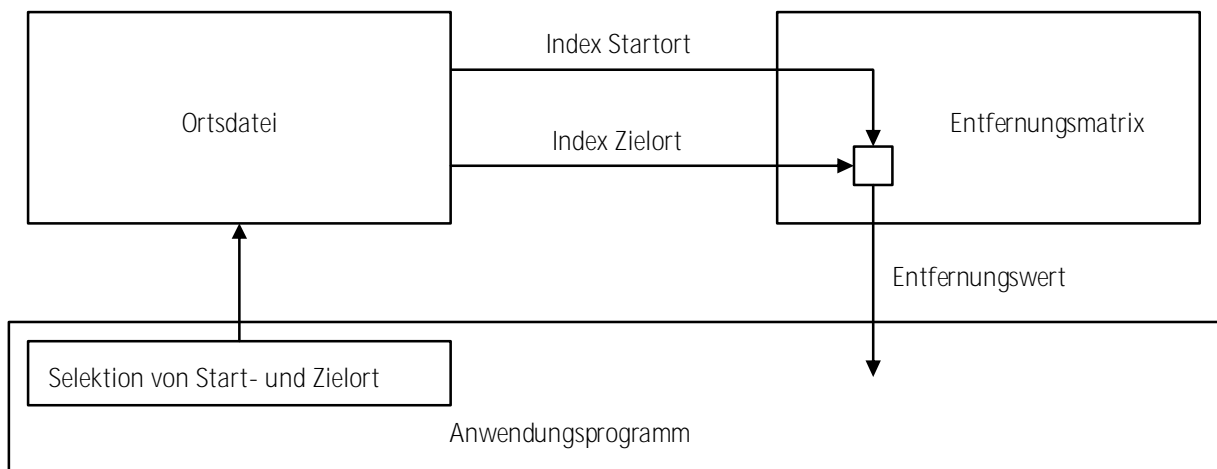 Index Startort
Ortsdatei
Entfernungsmatrix
Index Zielort
Entfernungswert
Selektion von Start- und Zielort
Anwendungsprogramm